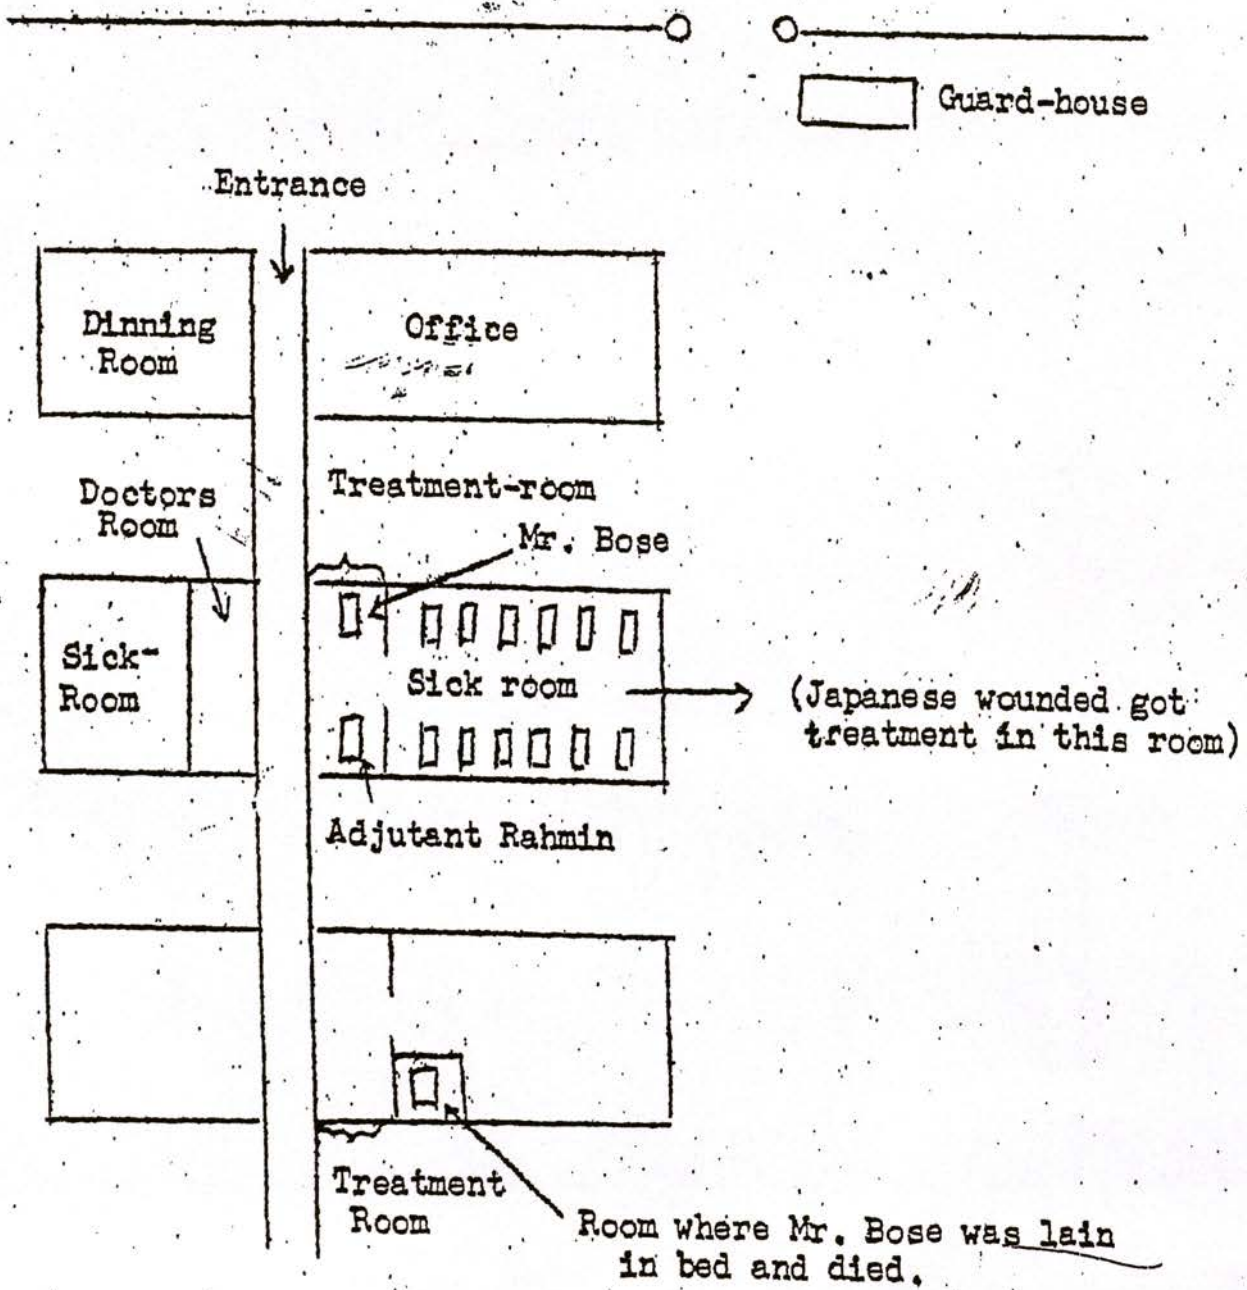 Guard-house
Entrance
Dinning
Room
Office
Doctors
Room
Treatment-room
Mr. Bose
Sick-
Room
Sick room
(Japanese wounded got
treatment in this room)
Adjutant Rahmin
Treatment
Room
Room where Mr. Bose was lain
in bed and died.